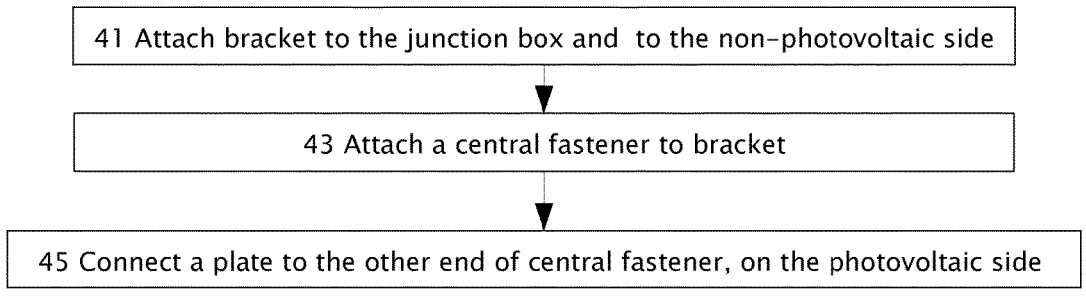 41 Attach bracket to the junction box and to the non-photovoltaic side
43 Attach a central fastener to bracket
45 Connect a plate to the other end of central fastener, on the photovoltaic side